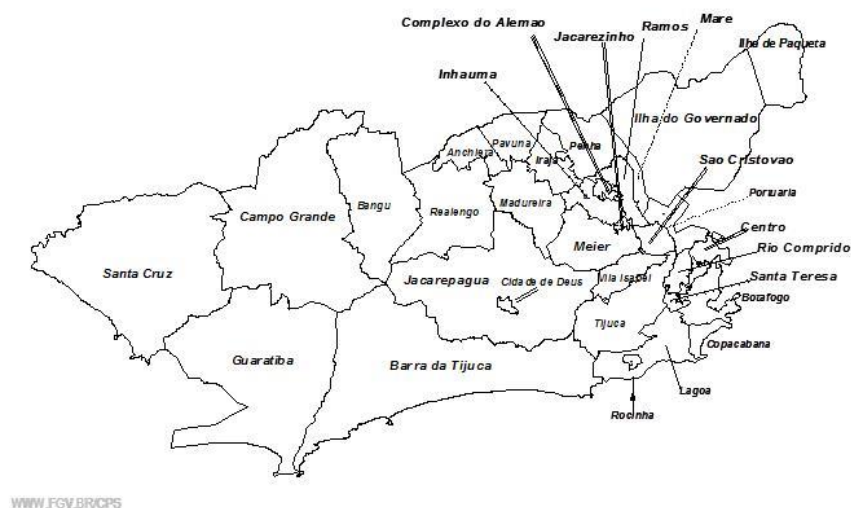 Complexo do Alemao
Ramos
Mare
Jacarezinho
Ilhe de Paqueta
Inhauma
Ilha do Governado
Pavuna
Penha
Anchieta
Iraja
Sao Cristovao
Portuaria
Bangu
Campo Grande
Realengo
Madureira
Centro
Meier
Rio Comprido
Santa Cruz
Jacarepagua
Cidade de Deus
Vila Isabel
Santa Teresa
Botafogo
Tijuca
Copacabana
Guaratiba
Barra da Tijuca
Lagoa
Rocinha
WWW.FGV.BR/CPS